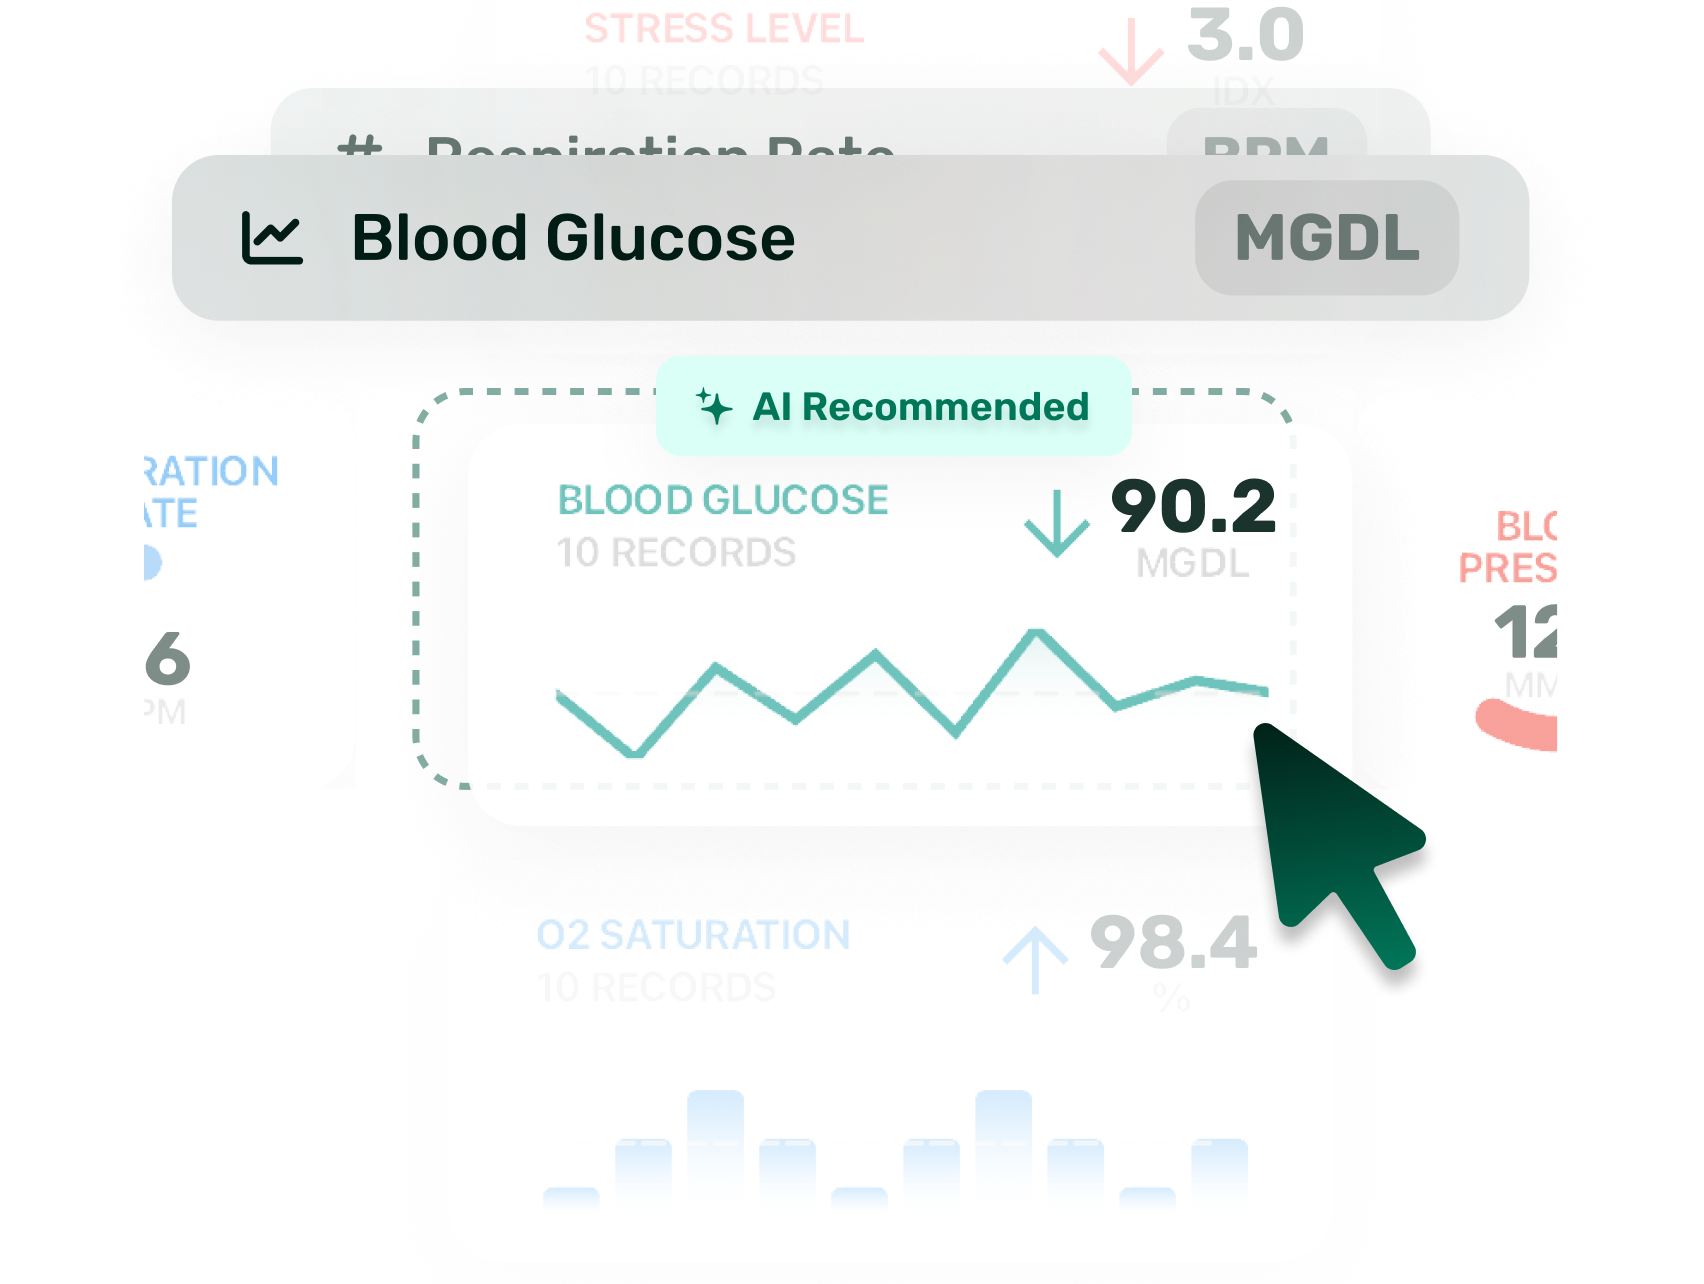 STRESS LEVEL
10 RECORDS
3.0
IDX
# Respiration Rate
BPM
Blood Glucose
MGDL
AI Recommended
RATION
ATE
6
PM
BLOOD GLUCOSE
10 RECORDS
90.2
MGDL
BLO
PRES
12
MM
O2 SATURATION
10 RECORDS
98.4
%